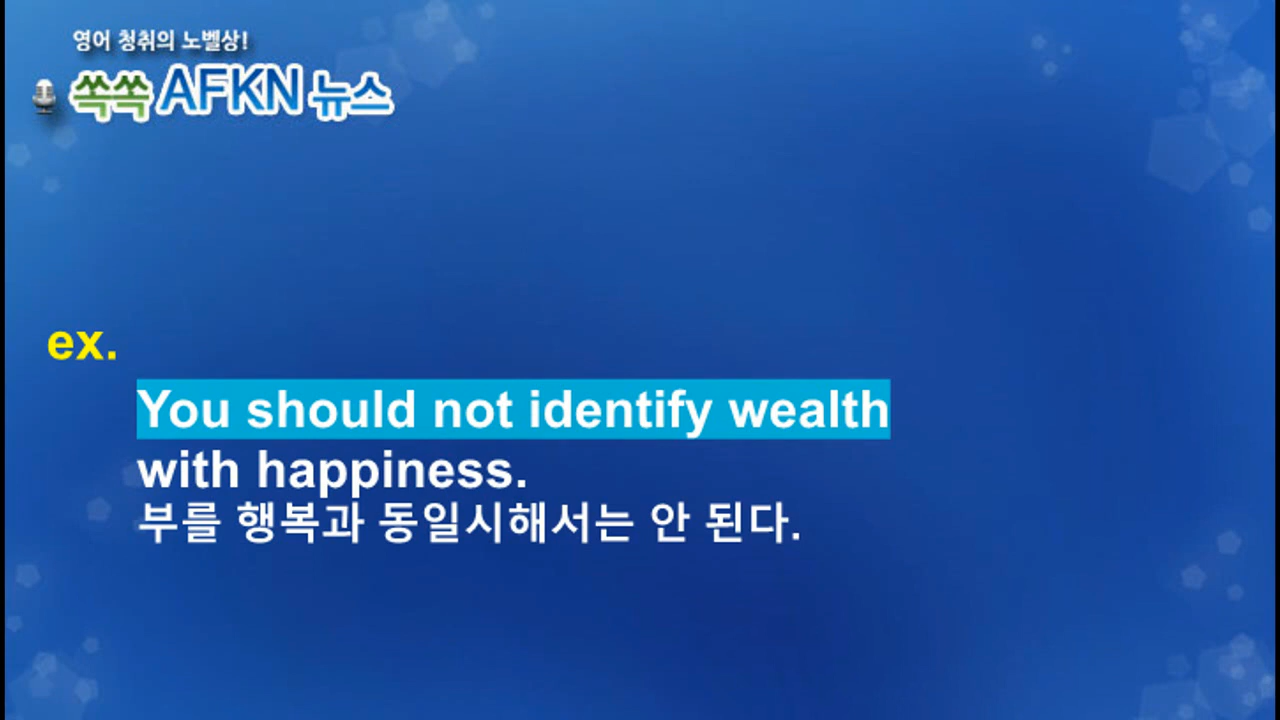 영어 청취의 노벨상!
쏙쏙 AFKN 뉴스
ex.
You should not identify wealth
with happiness.
부를 행복과 동일시해서는 안 된다.